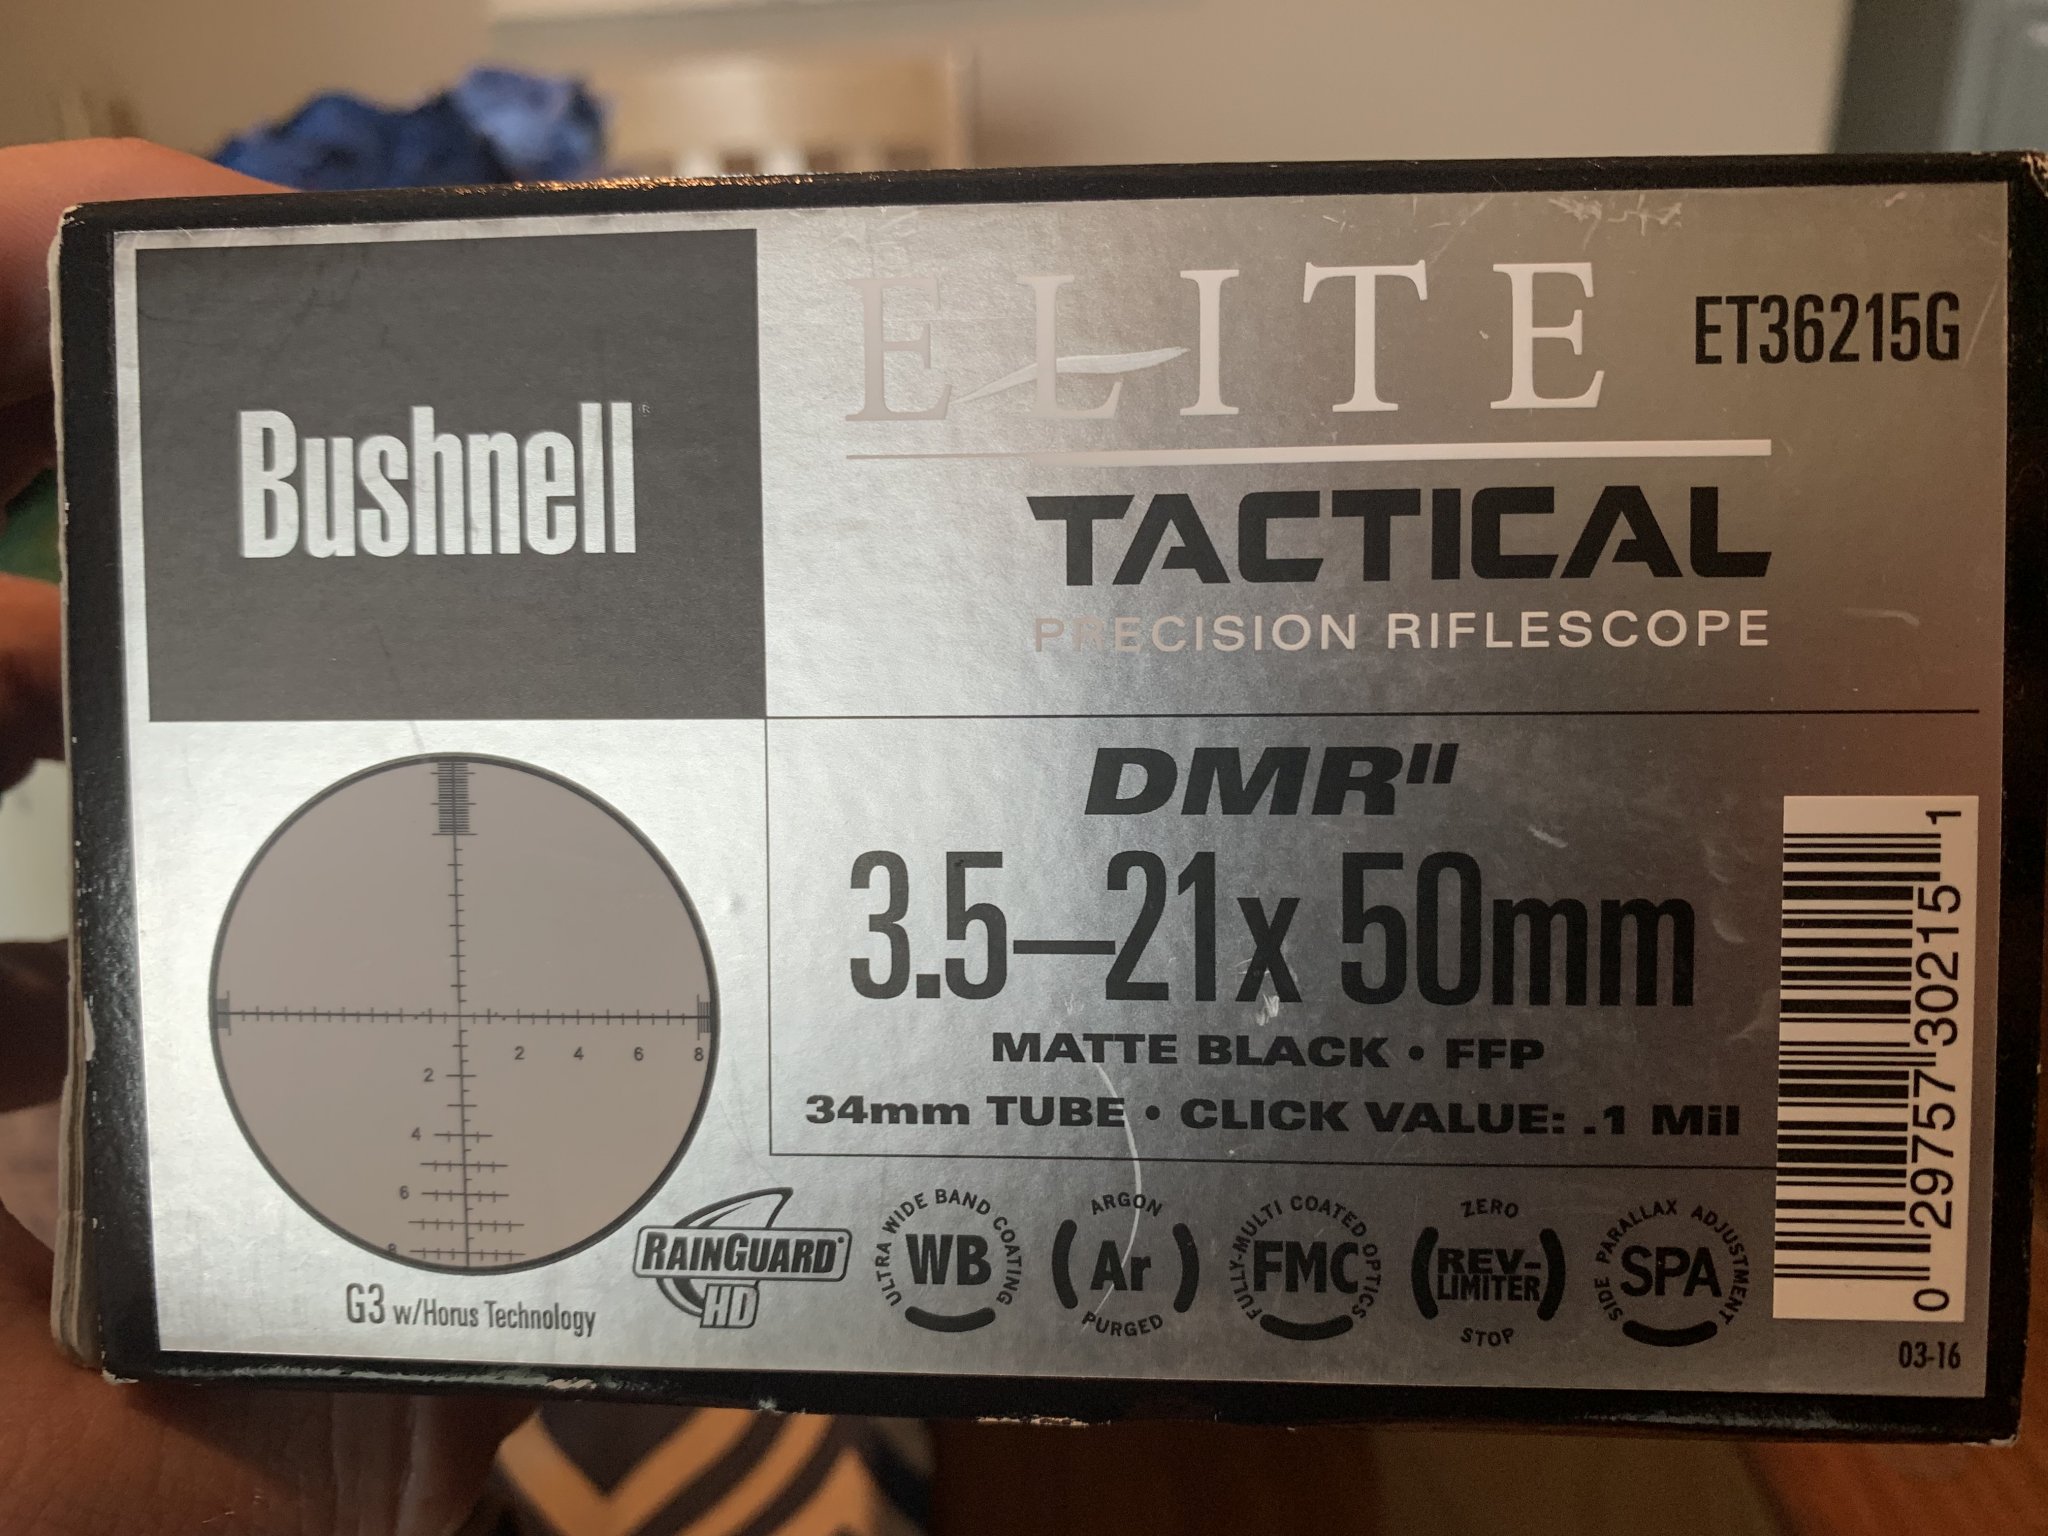 Bushnell®
ELITE
ET36215G
TACTICAL
PRECISION RIFLESCOPE
DMR"
3.5–21x 50mm
MATTE BLACK • FFP
34mm TUBE • CLICK VALUE: .1 Mil
2 4 6 8
2
4
6
8
G3 w/Horus Technology
RAINGUARD®
HD
ULTRA WIDE BAND COATING
WB
ARGON
Ar
PURGED
FULLY-MULTI COATED OPTICS
FMC
ZERO
REV-
LIMITER
STOP
SIDE PARALLAX ADJUSTMENT
SPA
0 29757 30215 1
03-16